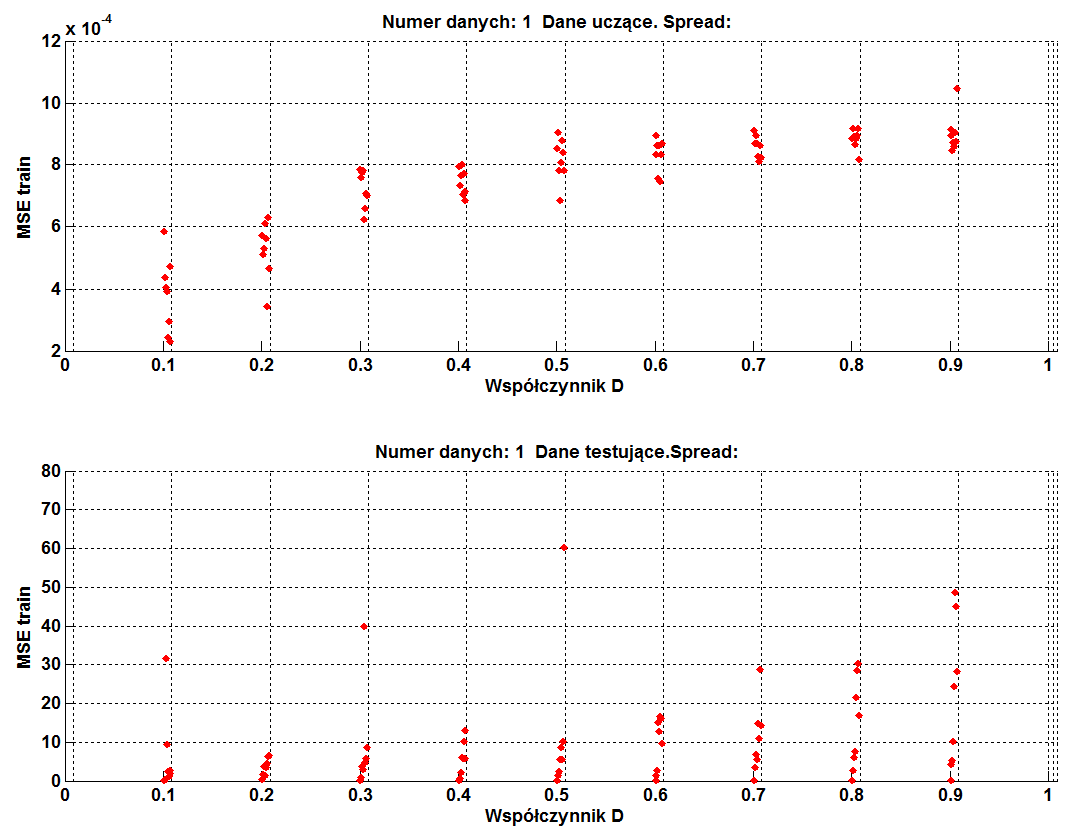 Numer danych: 1  Dane uczące. Spread:
x 10⁻⁴
12
10
8
6
4
2
MSE train
0 0.1 0.2 0.3 0.4 0.5 0.6 0.7 0.8 0.9 1
Współczynnik D
Numer danych: 1  Dane testujące.Spread:
80
70
60
50
40
30
20
10
0
MSE train
0 0.1 0.2 0.3 0.4 0.5 0.6 0.7 0.8 0.9 1
Współczynnik D